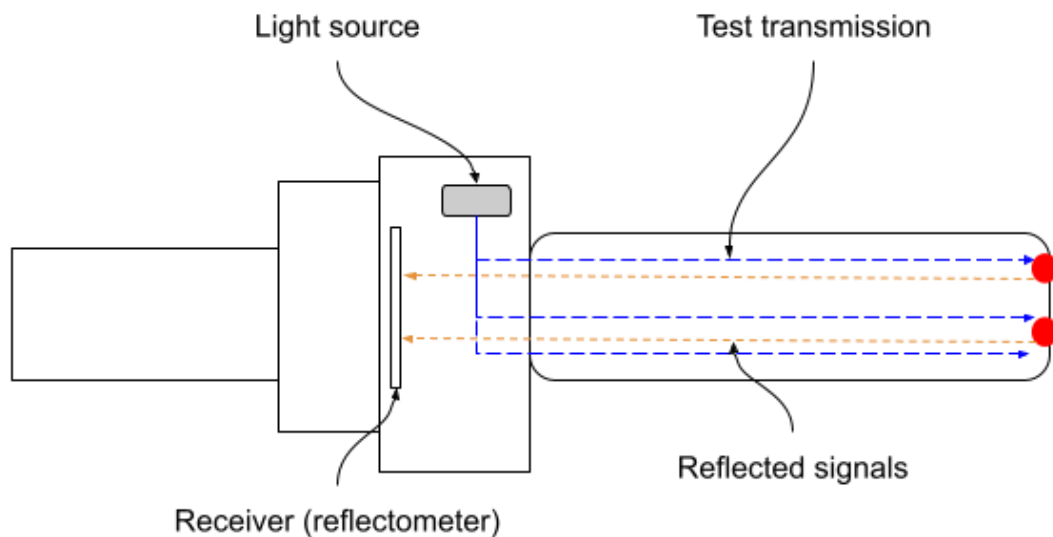 Light source
Test transmission
Reflected signals
Receiver (reflectometer)